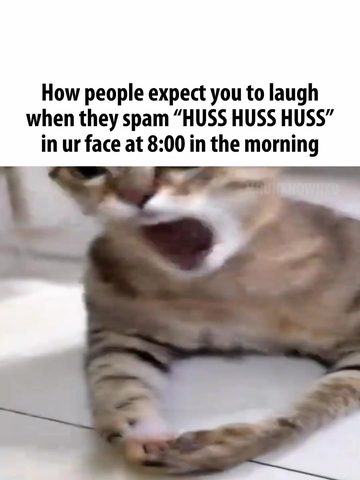 How people expect you to laugh
when they spam “HUSS HUSS HUSS”
in ur face at 8:00 in the morning